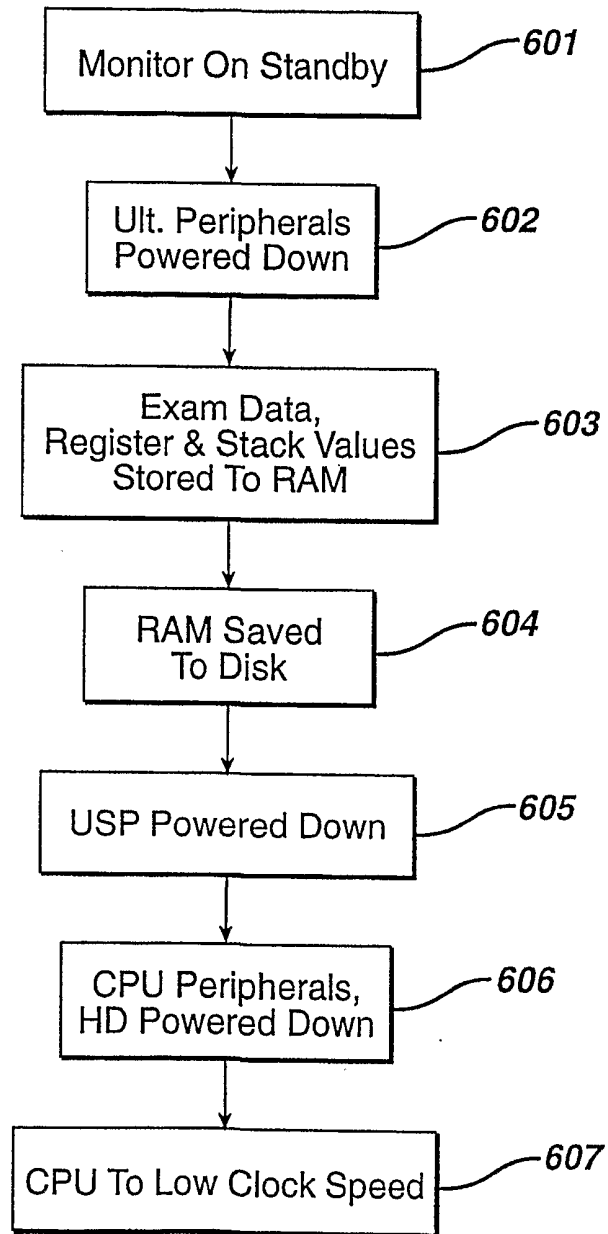 Monitor On Standby
601
Ult. Peripherals
Powered Down
602
Exam Data,
Register & Stack Values
Stored To RAM
603
RAM Saved
To Disk
604
USP Powered Down
605
CPU Peripherals,
HD Powered Down
606
CPU To Low Clock Speed
607